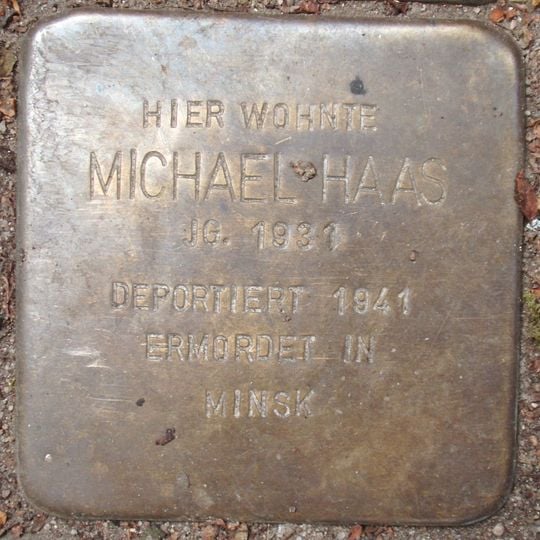 HIER WOHNTE
MICHAEL HAAS
JG. 1931
DEPORTIERT 1941
ERMORDET IN
MINSK